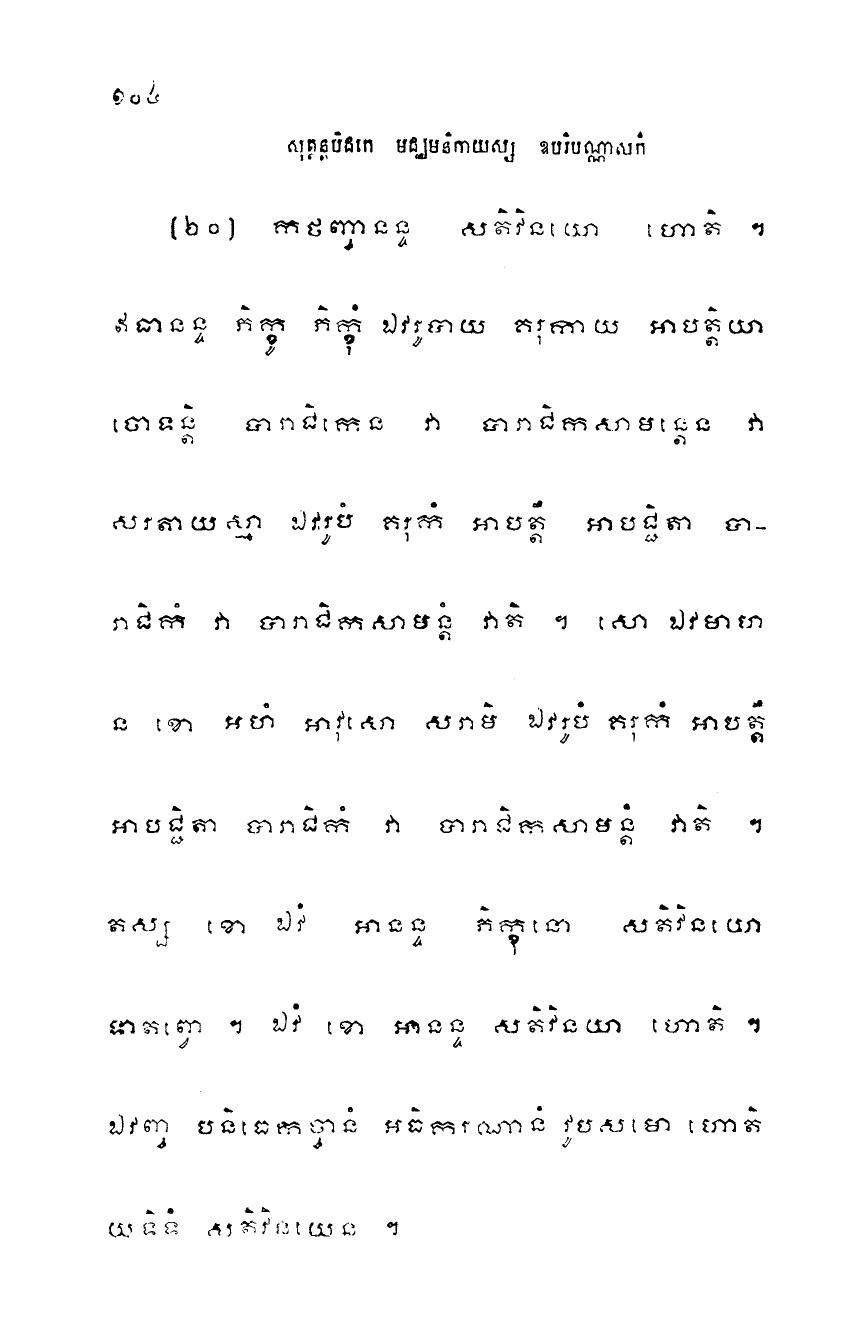 ១០៤
សុត្តន្តបិដកេ មជ្ឈមនិកាយស្ស ឧបរិបណ្ណាសកំ
(២០) កថញ្ចានន្ទ សតិវិនយោ ហោតិ ។
ឥធានន្ទ ភិក្ខូ ភិក្ខុំ ឯវរូបាយ គរុកាយ អាបត្តិយា
ចោទន្តិ បារាជិកេន វា បារាជិកសាមន្តេន វា
សរតាយស្មា ឯវរូបំ គរុកំ អាបត្តឹ អាបជ្ជិតា បា-
រាជិកំ វា បារាជិកសាមន្តំ វាតិ ។ សោ ឯវមាហ
ន ខោ អហំ អាវុសោ សរាមិ ឯវរូបំ គរុកំ អាបត្តឹ
អាបជ្ជិតា បារាជិកំ វា បារាជិកសាមន្តំ វាតិ ។
តស្ស ខោ ឯវំ អានន្ទ ភិក្ខុនោ សតិវិនយោ
ទាតព្វោ ។ ឯវំ ខោ អានន្ទ សតិវិនយោ ហោតិ ។
ឯវញ្ច បនិធេកច្ចានំ អធិករណានំ វូបសមោ ហោតិ
យទិទំ សតិវិនយេន ។